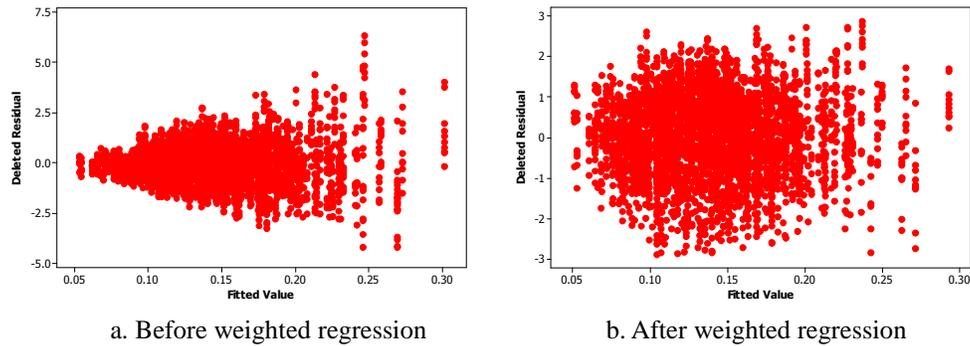 7.5
5.0
2.5
0.0
-2.5
-5.0
Deleted Residual
0.05 0.10 0.15 0.20 0.25 0.30
Fitted Value
a. Before weighted regression
3
2
1
0
-1
-2
-3
Deleted Residual
0.05 0.10 0.15 0.20 0.25 0.30
Fitted Value
b. After weighted regression